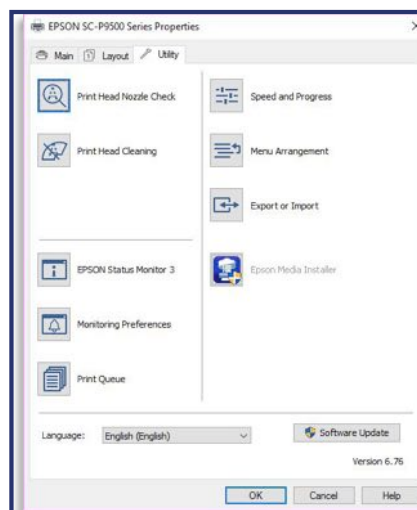 EPSON SC-P9500 Series Properties
Main Layout Utility
Print Head Nozzle Check
Print Head Cleaning
EPSON Status Monitor 3
Monitoring Preferences
Print Queue
Speed and Progress
Menu Arrangement
Export or Import
Epson Media Installer
Language: English (English)
Software Update
Version 6.76
OK Cancel Help